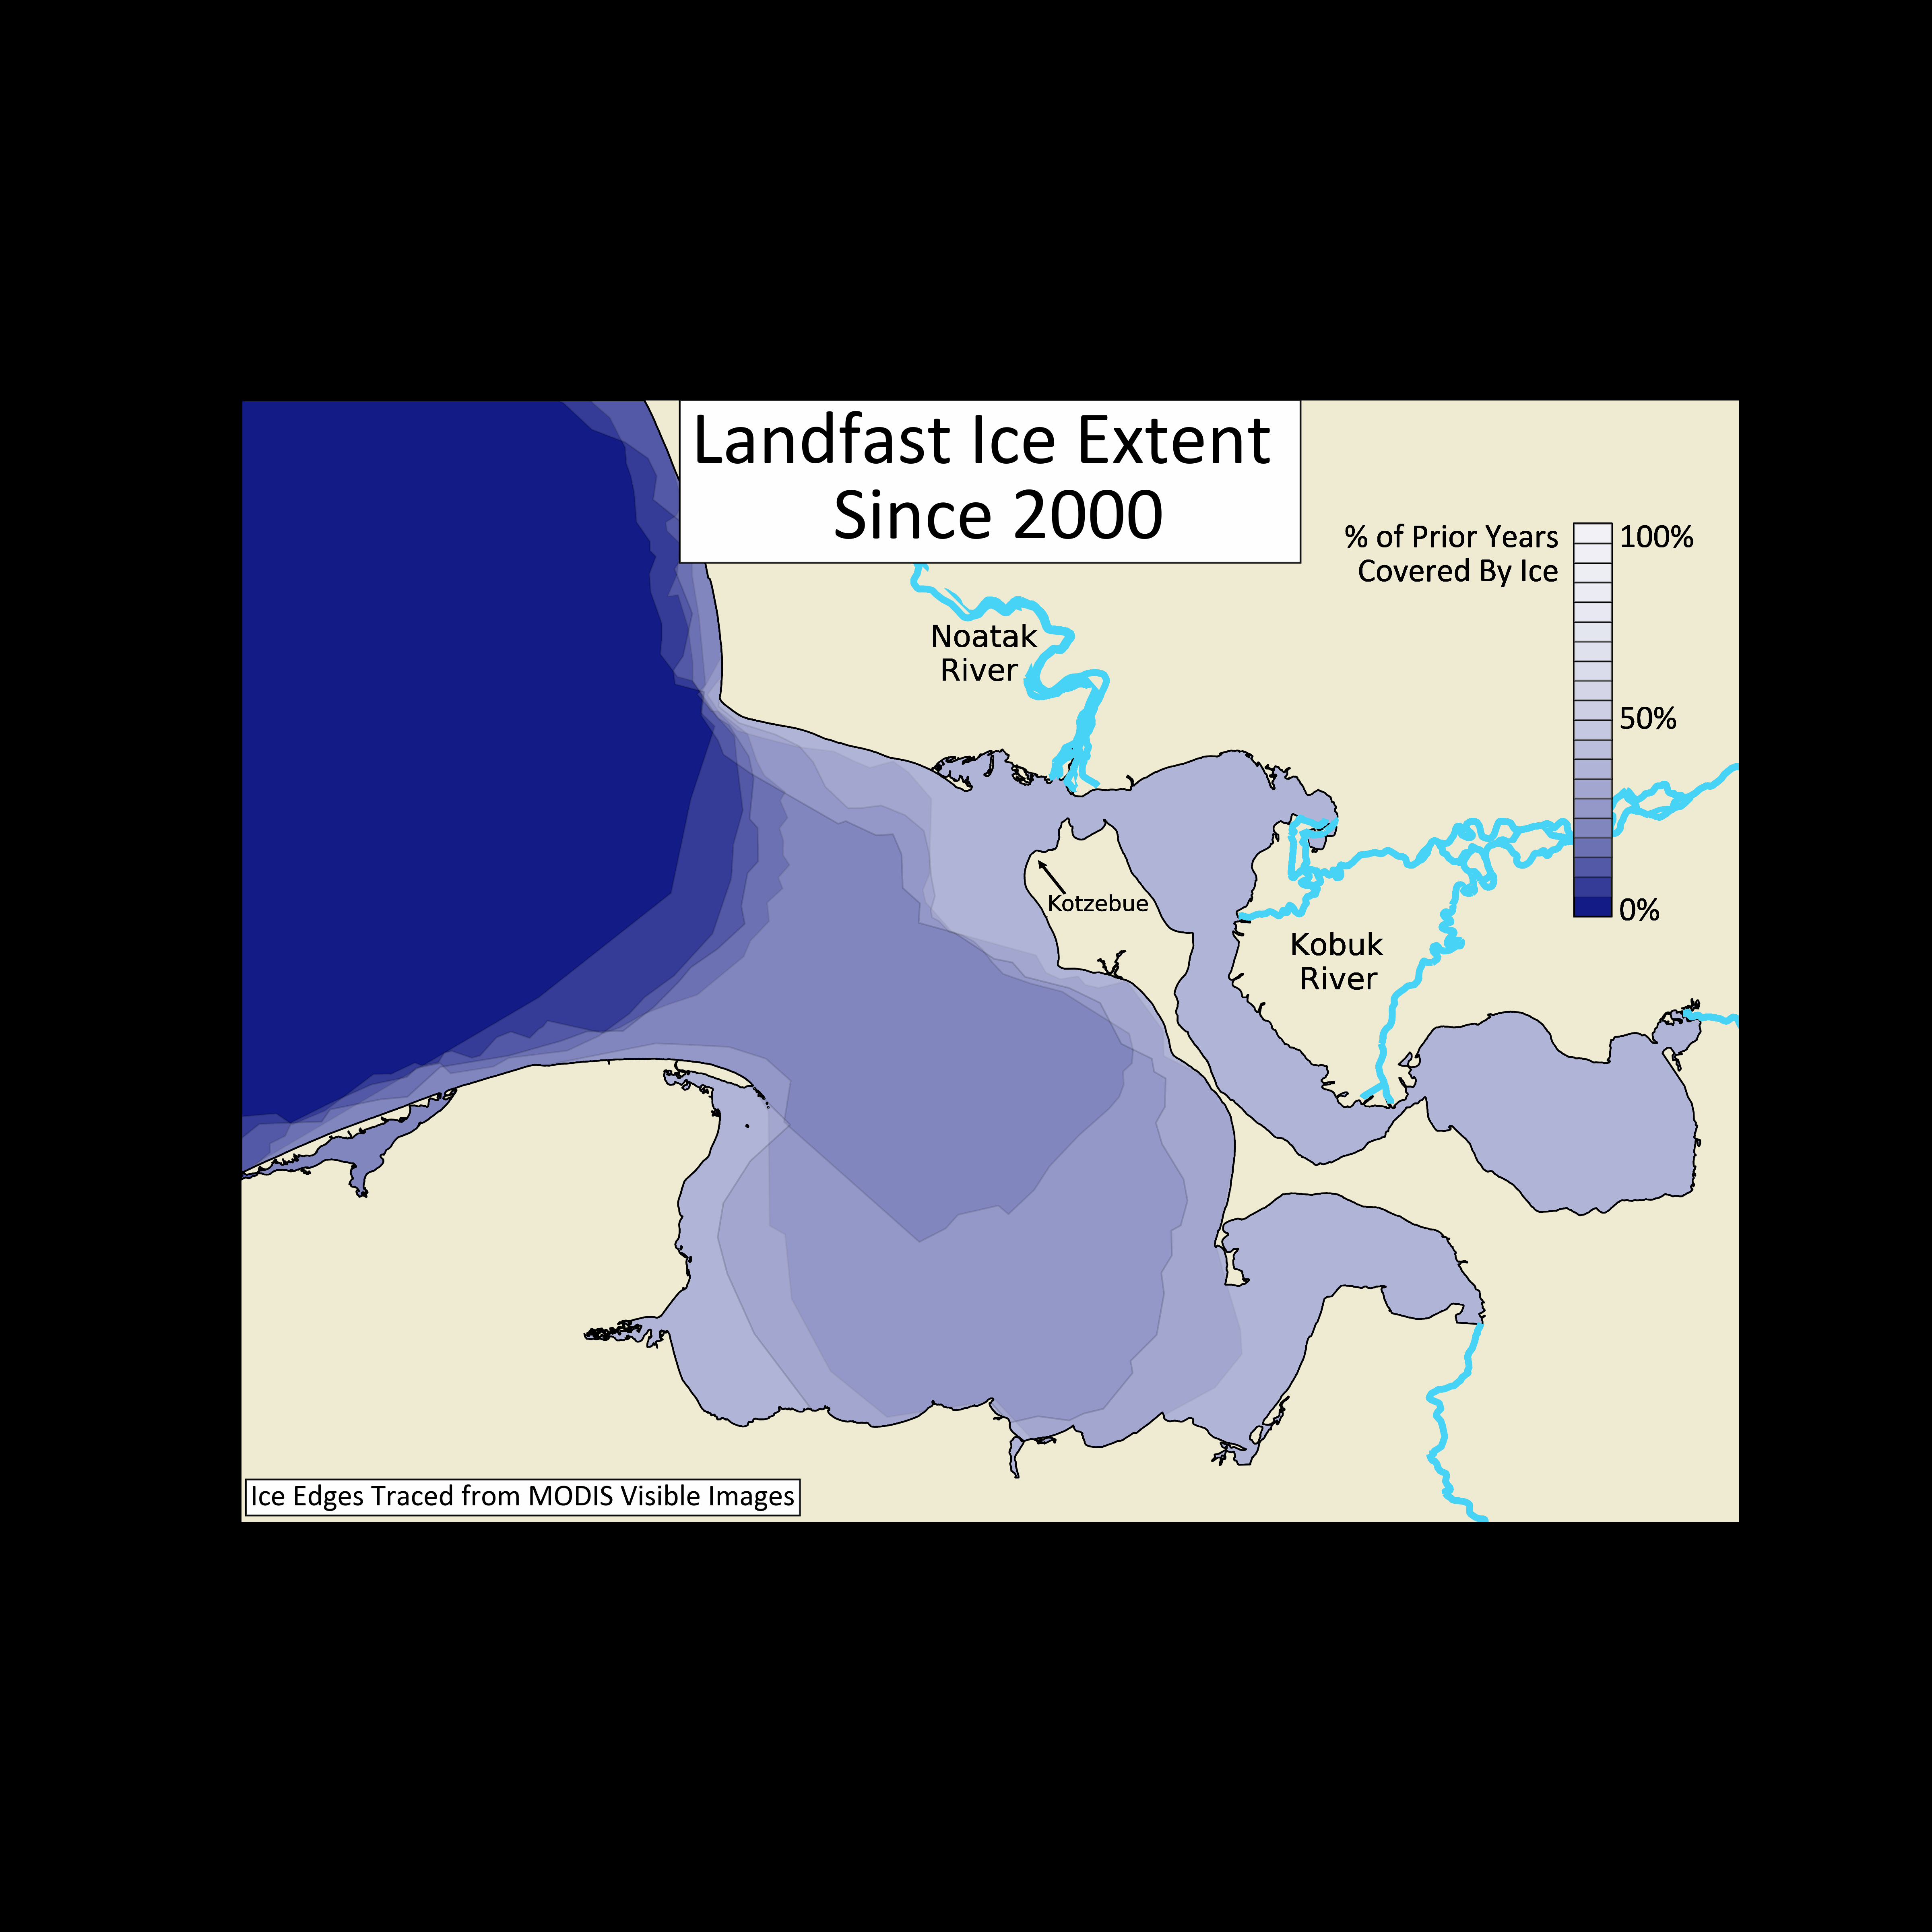 Landfast Ice Extent
Since 2000
% of Prior Years
Covered By Ice
100%
50%
0%
Noatak
River
Kotzebue
Kobuk
River
Ice Edges Traced from MODIS Visible Images